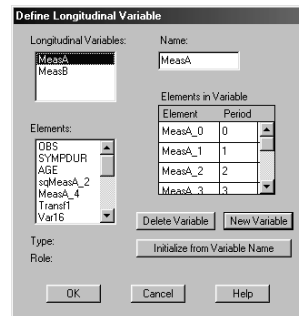 Define Longitudinal Variable
Longitudinal Variables:
Name:
MeasA
MeasB
MeasA
Elements in Variable
Element Period
MeasA_0 0
MeasA_1 1
MeasA_2 2
MeasA_3 3
Elements:
OBS
SYMPDUR
AGE
sqMeasA_2
MeasA_4
Transf1
Var16
Delete Variable
New Variable
Type:
Initialize from Variable Name
Role:
OK
Cancel
Help